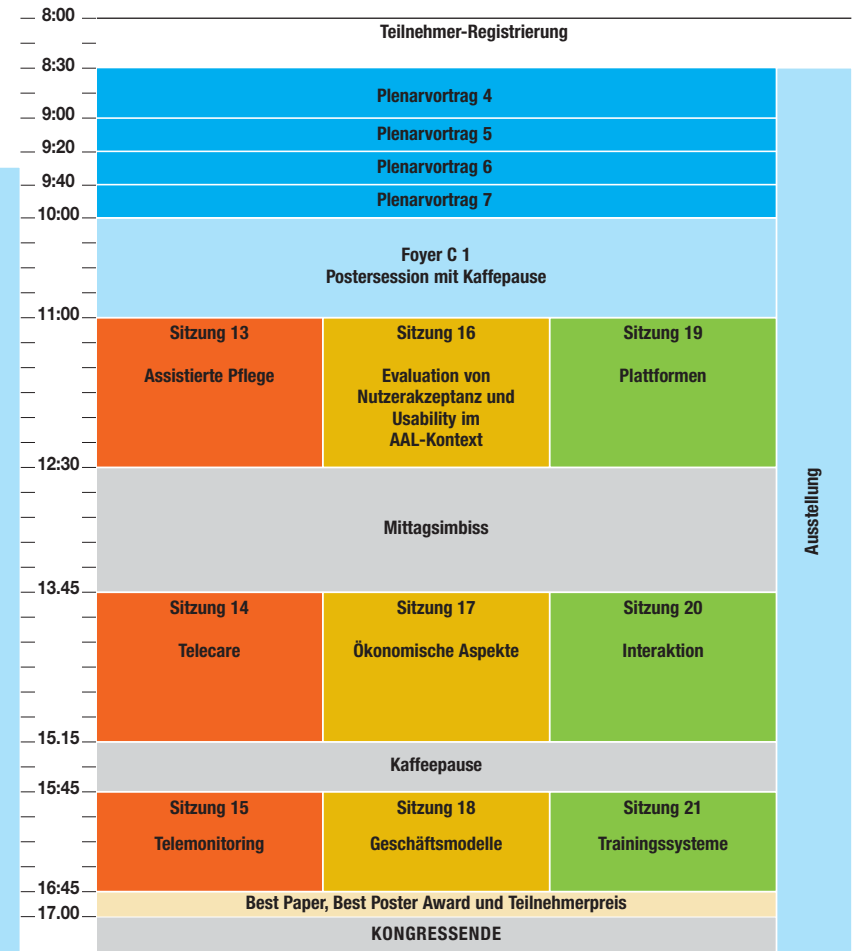 8:00
Teilnehmer-Registrierung
8:30
Plenarvortrag 4
9:00
Plenarvortrag 5
9:20
Plenarvortrag 6
9:40
Plenarvortrag 7
10:00
Foyer C 1
Postersession mit Kaffepause
11:00
Sitzung 13
Assistierte Pflege
Sitzung 16
Evaluation von
Nutzerakzeptanz und
Usability im
AAL-Kontext
Sitzung 19
Plattformen
12:30
Mittagsimbiss
13.45
Sitzung 14
Telecare
Sitzung 17
Ökonomische Aspekte
Sitzung 20
Interaktion
15.15
Kaffeepause
15:45
Sitzung 15
Telemonitoring
Sitzung 18
Geschäftsmodelle
Sitzung 21
Trainingssysteme
16:45
Best Paper, Best Poster Award und Teilnehmerpreis
17.00
KONGRESSENDE
Ausstellung